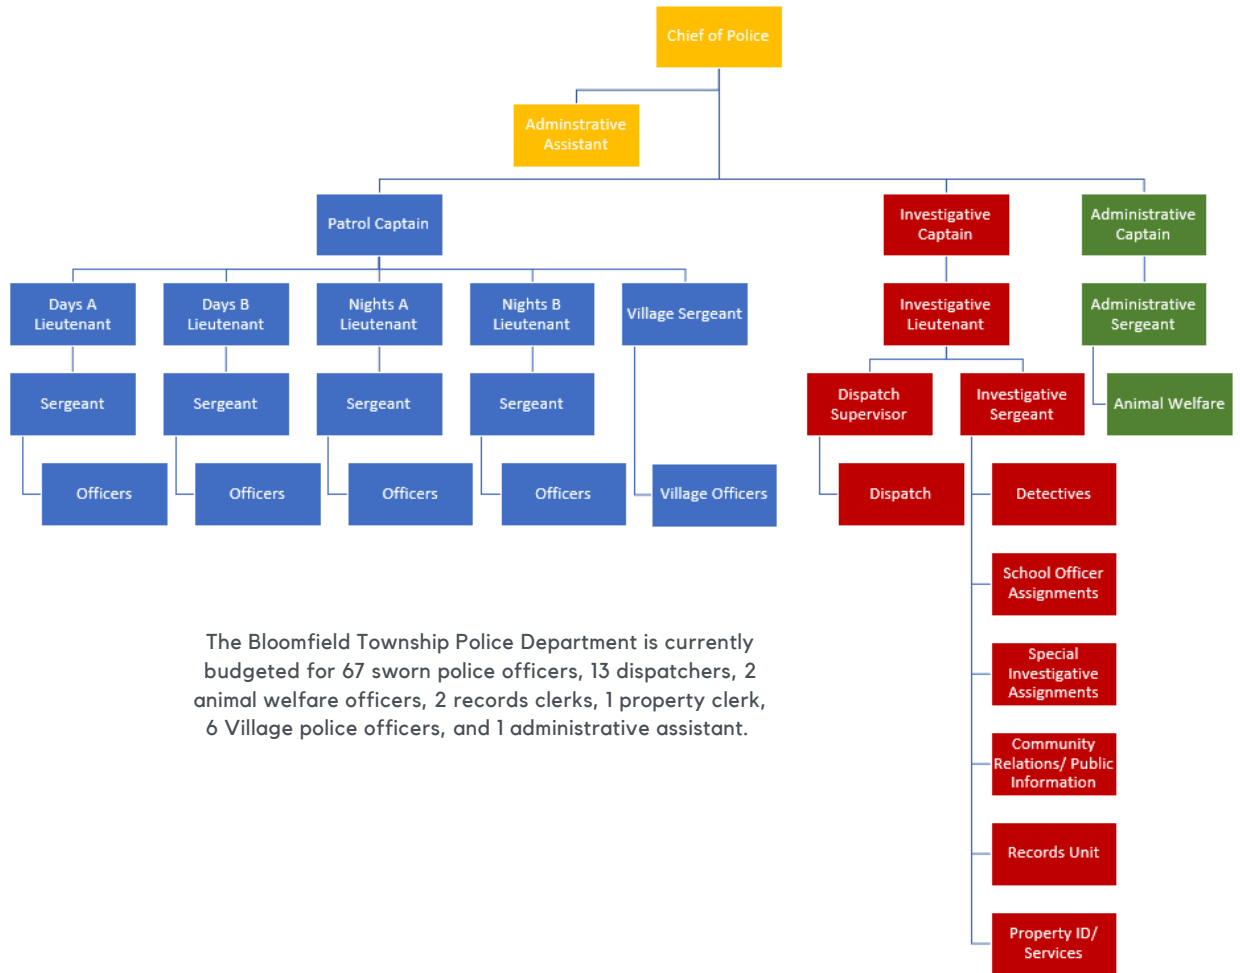 Chief of Police
Adminstrative
Assistant
Patrol Captain
Investigative
Captain
Administrative
Captain
Days A
Lieutenant
Days B
Lieutenant
Nights A
Lieutenant
Nights B
Lieutenant
Village Sergeant
Investigative
Lieutenant
Administrative
Sergeant
Sergeant
Sergeant
Sergeant
Sergeant
Dispatch
Supervisor
Investigative
Sergeant
Animal Welfare
Officers
Officers
Officers
Officers
Village Officers
Dispatch
Detectives
School Officer
Assignments
Special
Investigative
Assignments
Community
Relations/ Public
Information
Records Unit
Property ID/
Services
The Bloomfield Township Police Department is currently
budgeted for 67 sworn police officers, 13 dispatchers, 2
animal welfare officers, 2 records clerks, 1 property clerk,
6 Village police officers, and 1 administrative assistant.